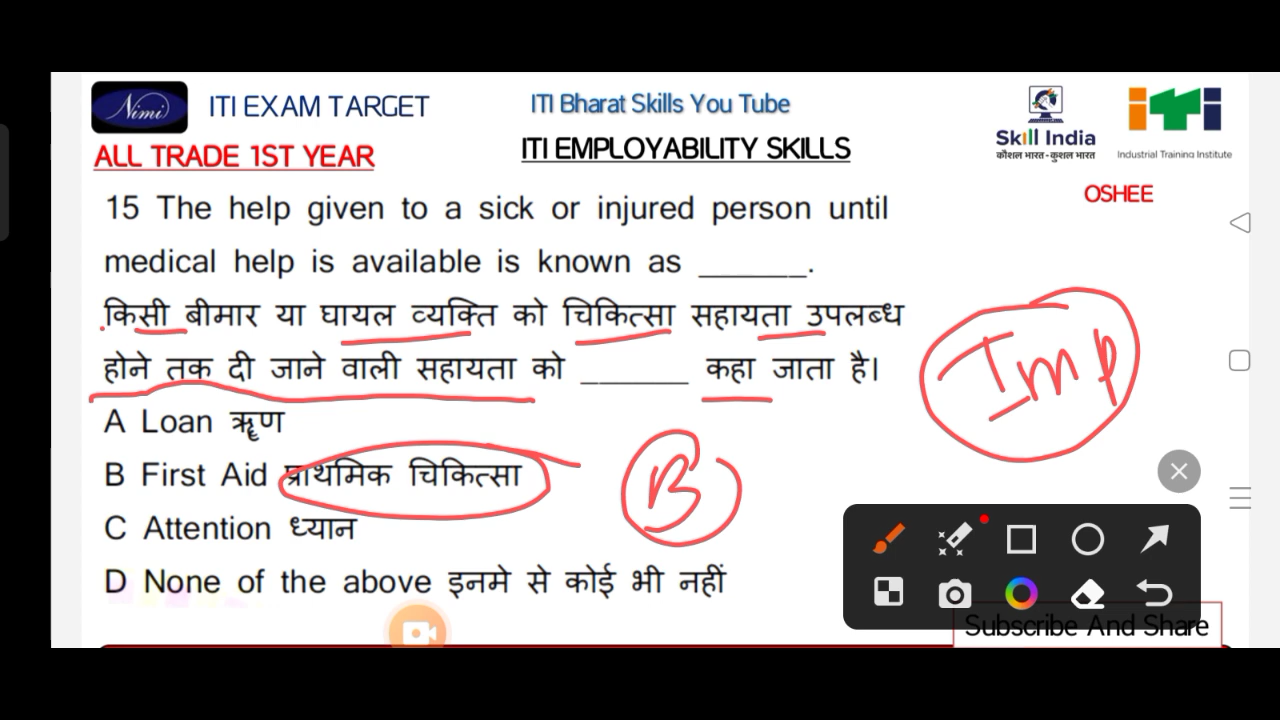 Nimi
ITI EXAM TARGET
ITI Bharat Skills You Tube
ALL TRADE 1ST YEAR
ITI EMPLOYABILITY SKILLS
Skill India
कौशल भारत-कुशल भारत
iTi
Industrial Training Institute
OSHEE
15 The help given to a sick or injured person until
medical help is available is known as ______.
किसी बीमार या घायल व्यक्ति को चिकित्सा सहायता उपलब्ध
होने तक दी जाने वाली सहायता को ______ कहा जाता है।
Imp
A Loan ॠण
B First Aid प्राथमिक चिकित्सा
B
C Attention ध्यान
D None of the above इनमे से कोई भी नहीं
Subscribe And Share